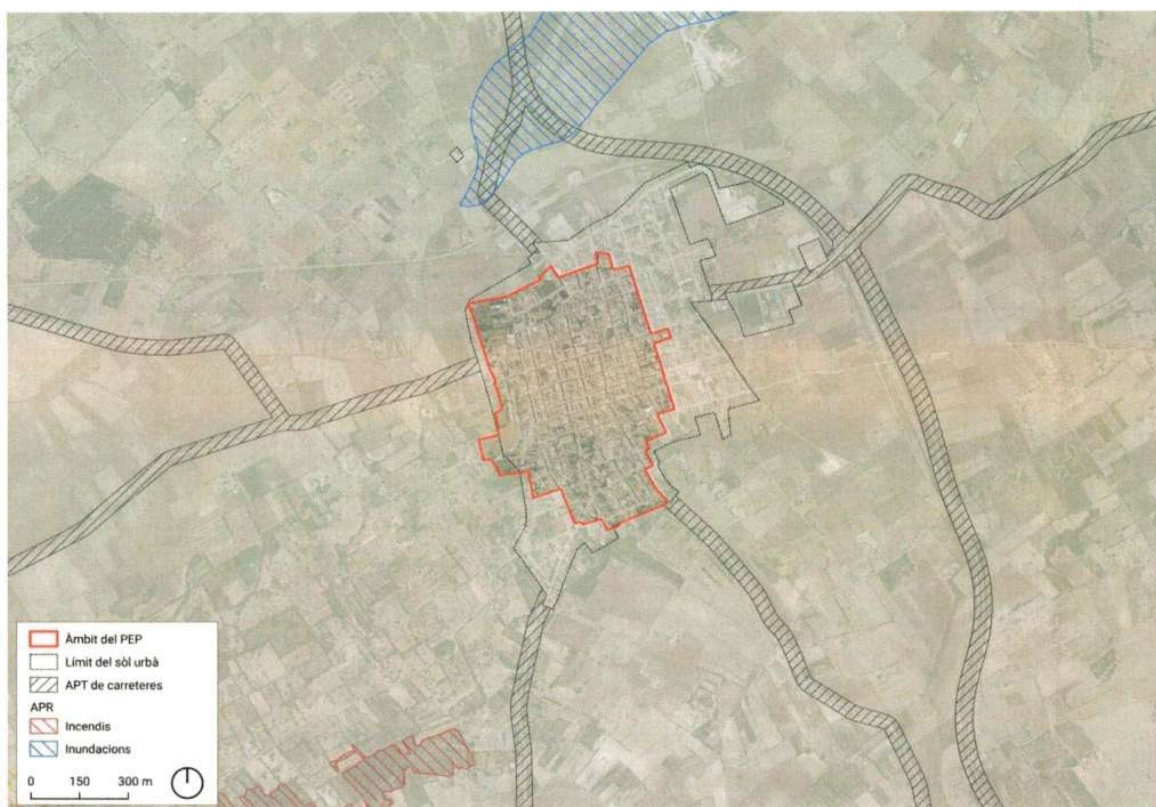 Àmbit del PEP
Límit del sòl urbà
APT de carreteres
APR
Incendis
Inundacions
0 150 300 m